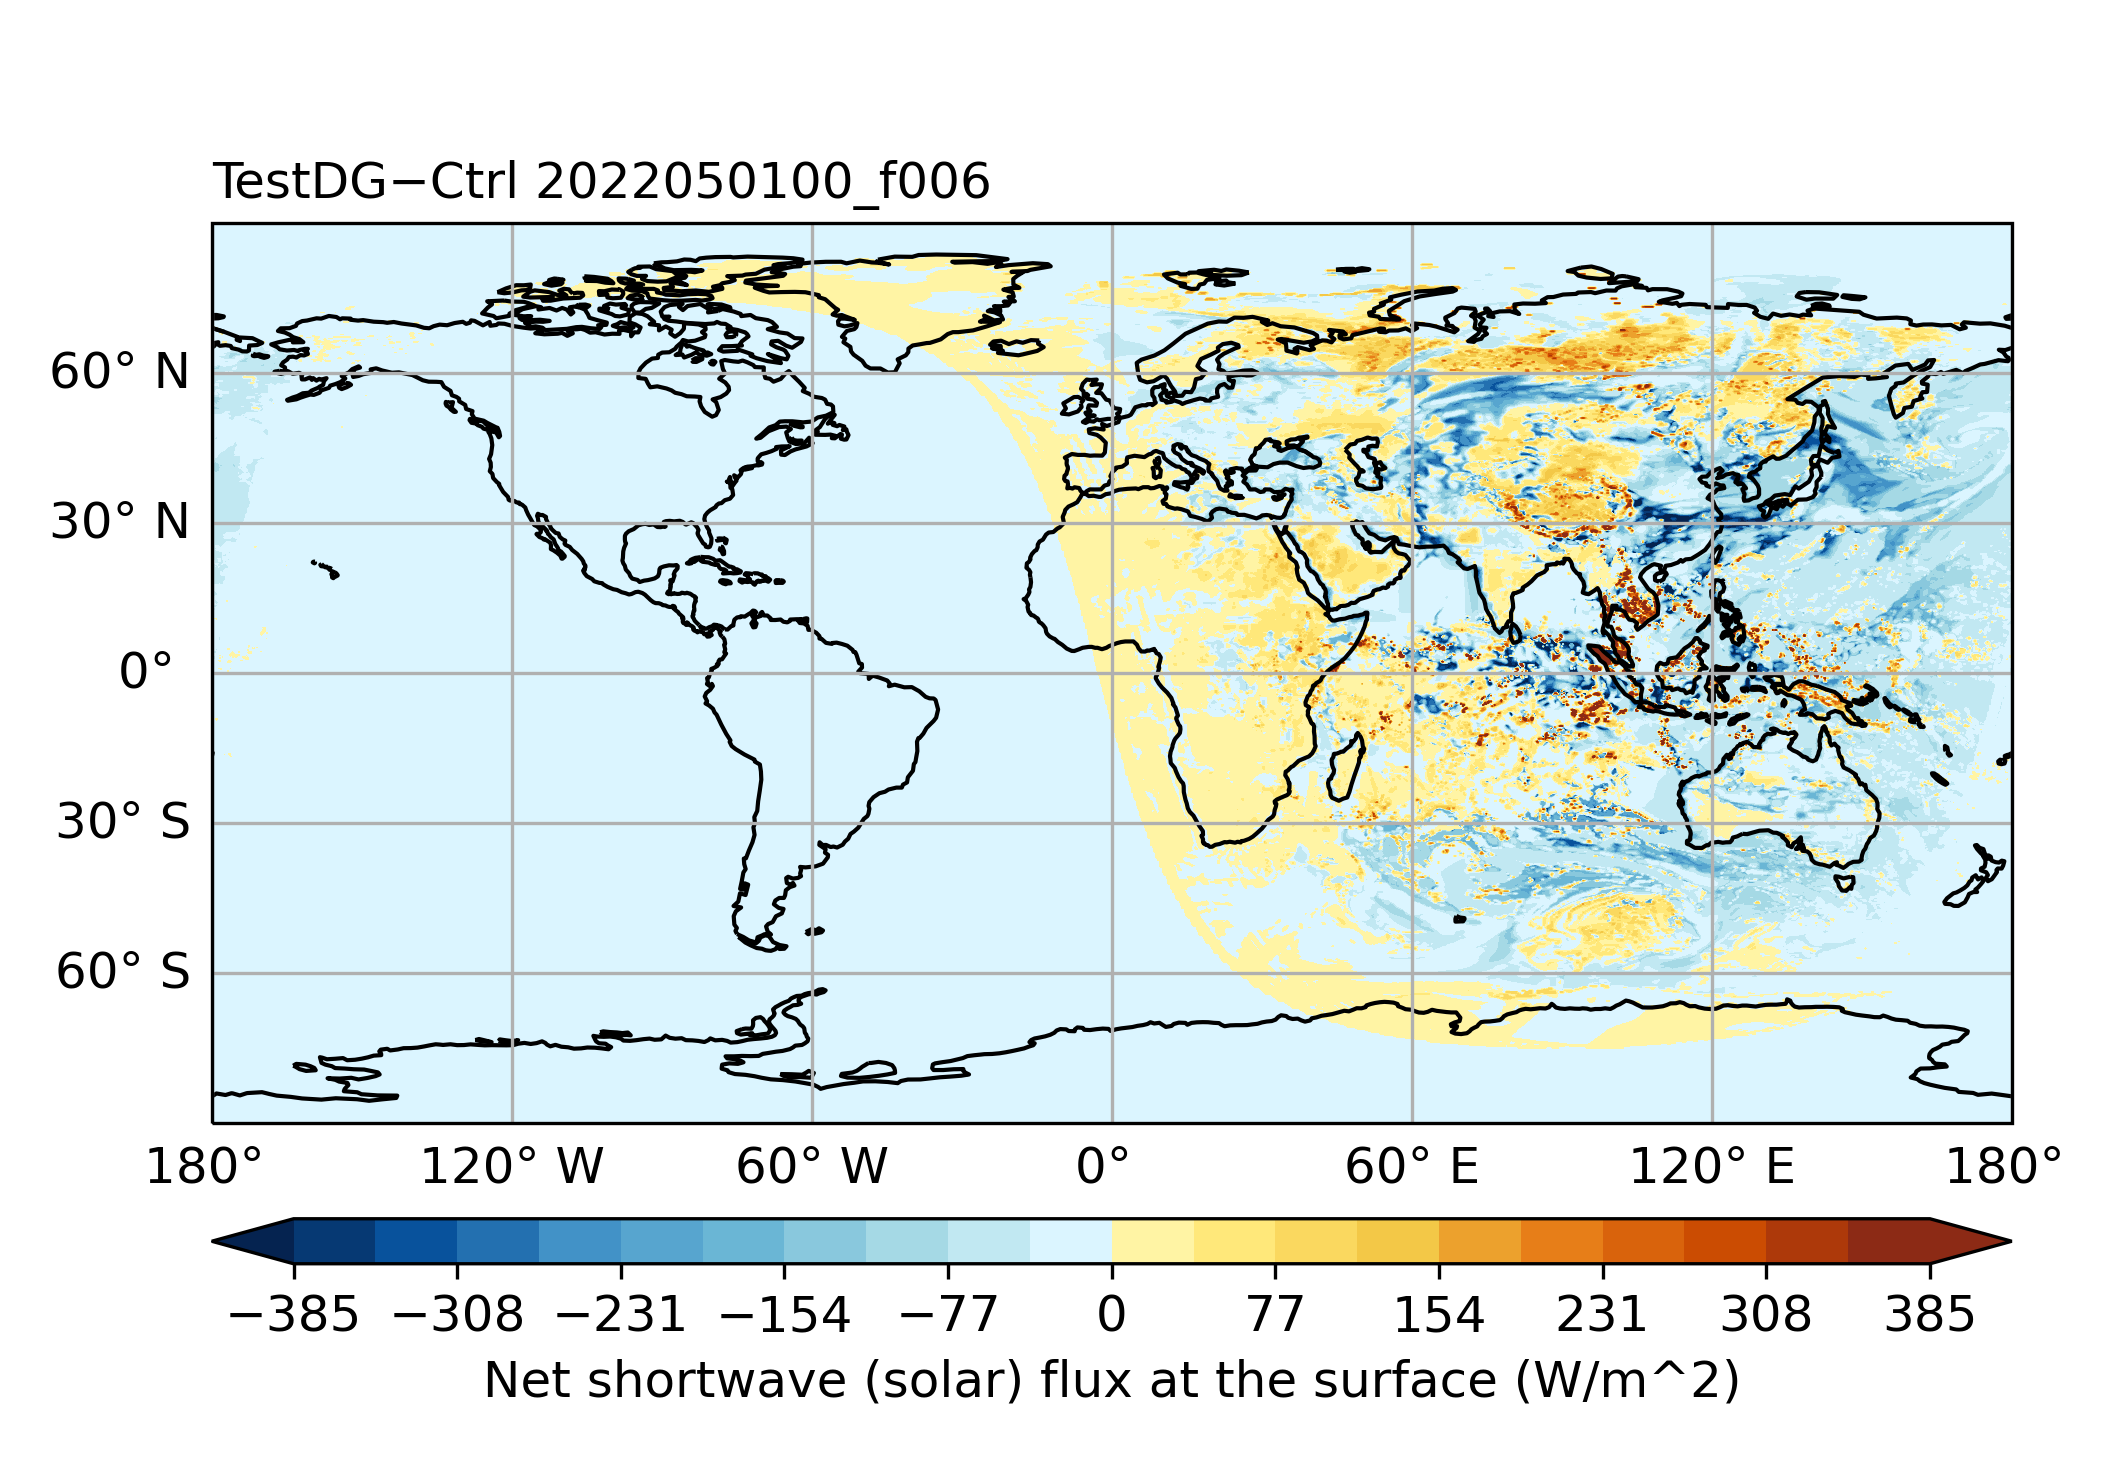 TestDG−Ctrl 2022050100_f006
60° N
30° N
0°
30° S
60° S
180° 120° W 60° W 0° 60° E 120° E 180°
−385 −308 −231 −154 −77 0 77 154 231 308 385
Net shortwave (solar) flux at the surface (W/m^2)